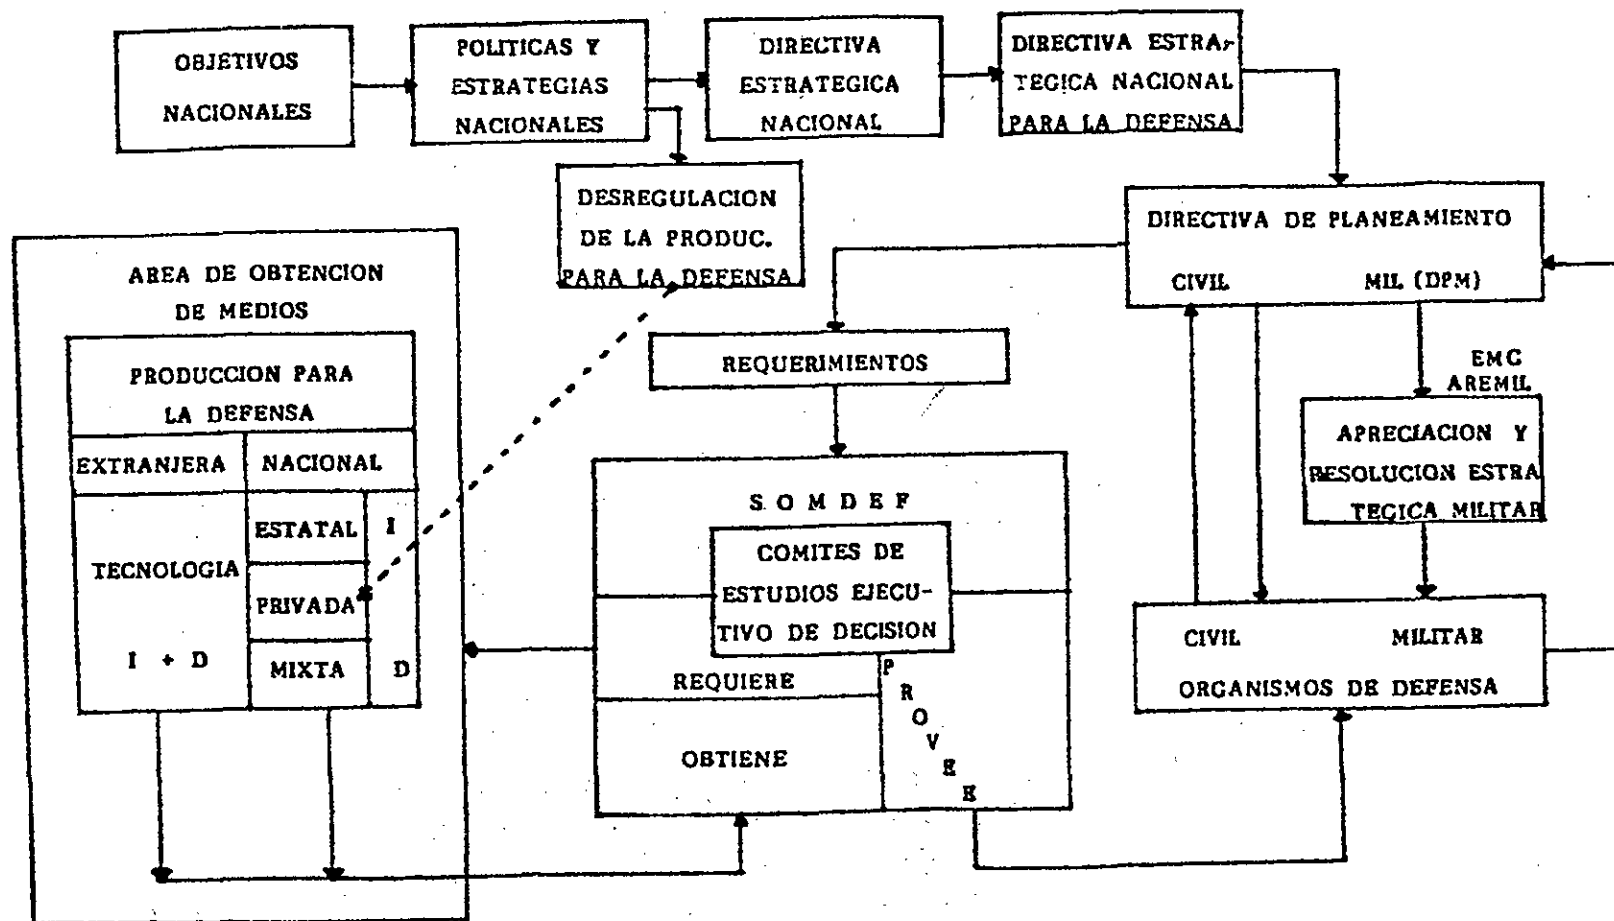 OBJETIVOS
NACIONALES
POLITICAS Y
ESTRATEGIAS
NACIONALES
DIRECTIVA
ESTRATEGICA
NACIONAL
DIRECTIVA ESTRA-
TEGICA NACIONAL
PARA LA DEFENSA
DESREGULACION
DE LA PRODUC.
PARA LA DEFENSA
DIRECTIVA DE PLANEAMIENTO
CIVIL MIL (DPM)
AREA DE OBTENCION
DE MEDIOS
PRODUCCION PARA
LA DEFENSA
EXTRANJERA NACIONAL
TECNOLOGIA
I + D
ESTATAL
PRIVADA
MIXTA
I
D
REQUERIMIENTOS
S O M D E F
COMITES DE
ESTUDIOS EJECU-
TIVO DE DECISION
REQUIERE
OBTIENE
P
R
O
V
E
E
EMC
AREMIL
APRECIACION Y
RESOLUCION ESTRA
TEGICA MILITAR
CIVIL MILITAR
ORGANISMOS DE DEFENSA